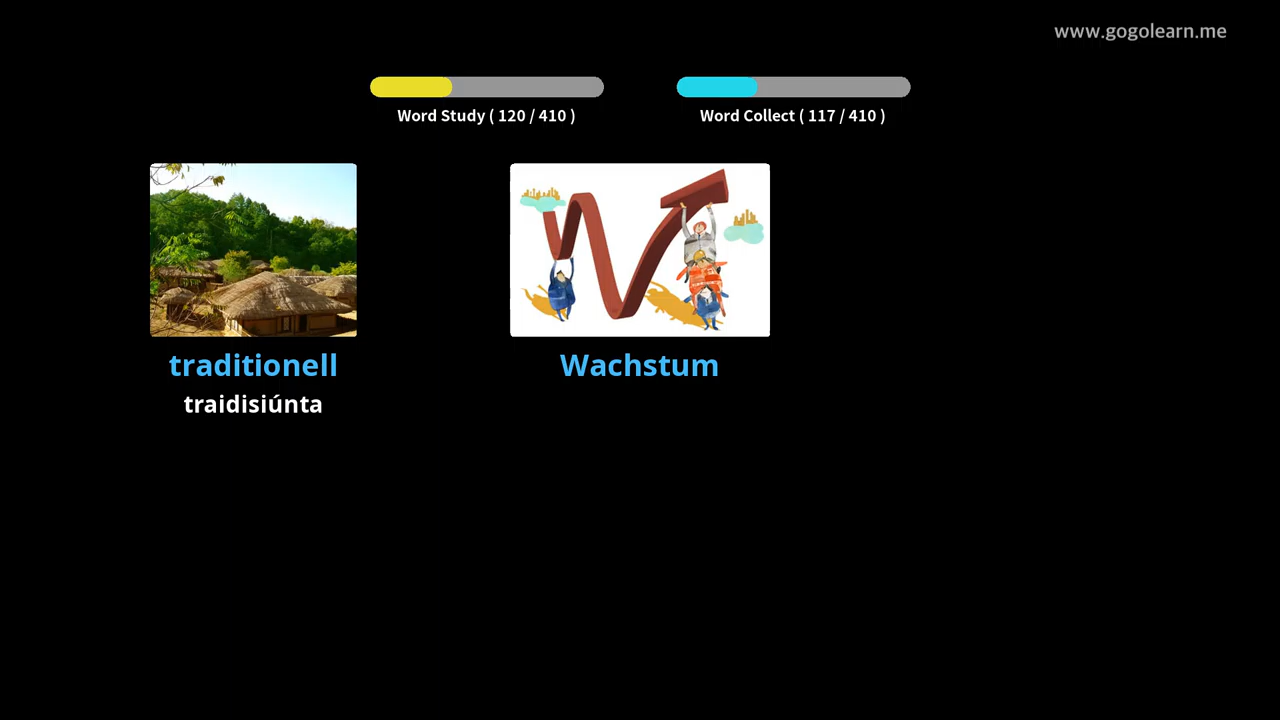 www.gogolearn.me
Word Study ( 120 / 410 )
Word Collect ( 117 / 410 )
traditionell
Wachstum
traidisiúnta